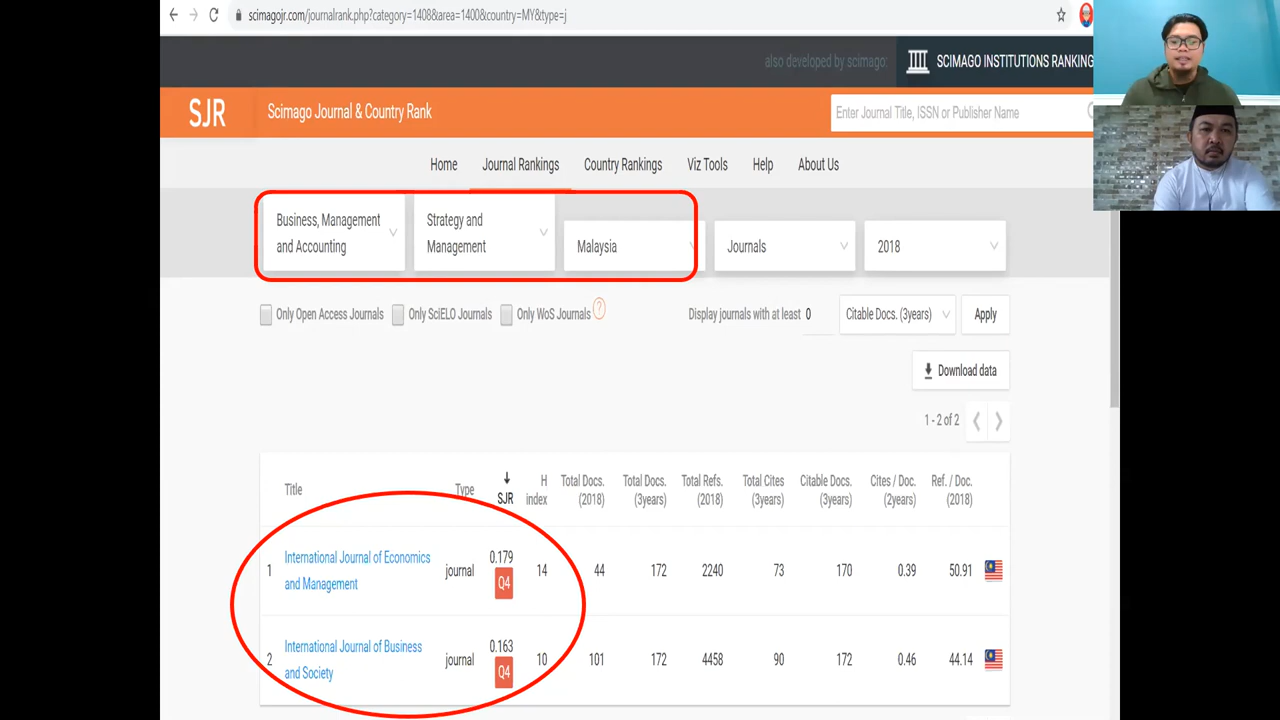 scimagojr.com/journalrank.php?category=1408&area=1400&country=MY&type=j
also developed by scimago:
SCIMAGO INSTITUTIONS RANKING
SJR
Scimago Journal & Country Rank
Enter Journal Title, ISSN or Publisher Name
Home Journal Rankings Country Rankings Viz Tools Help About Us
Business, Management
and Accounting
Strategy and
Management
Malaysia
Journals
2018
Only Open Access Journals Only SciELO Journals Only WoS Journals ?
Display journals with at least 0 Citable Docs. (3years) Apply
Download data
1 - 2 of 2
Title Type SJR H index Total Docs. (2018) Total Docs. (3years) Total Refs. (2018) Total Cites (3years) Citable Docs. (3years) Cites / Doc. (2years) Ref. / Doc. (2018)
1 International Journal of Economics and Management journal 0.179 Q4 14 44 172 2240 73 170 0.39 50.91
2 International Journal of Business and Society journal 0.163 Q4 10 101 172 4458 90 172 0.46 44.14